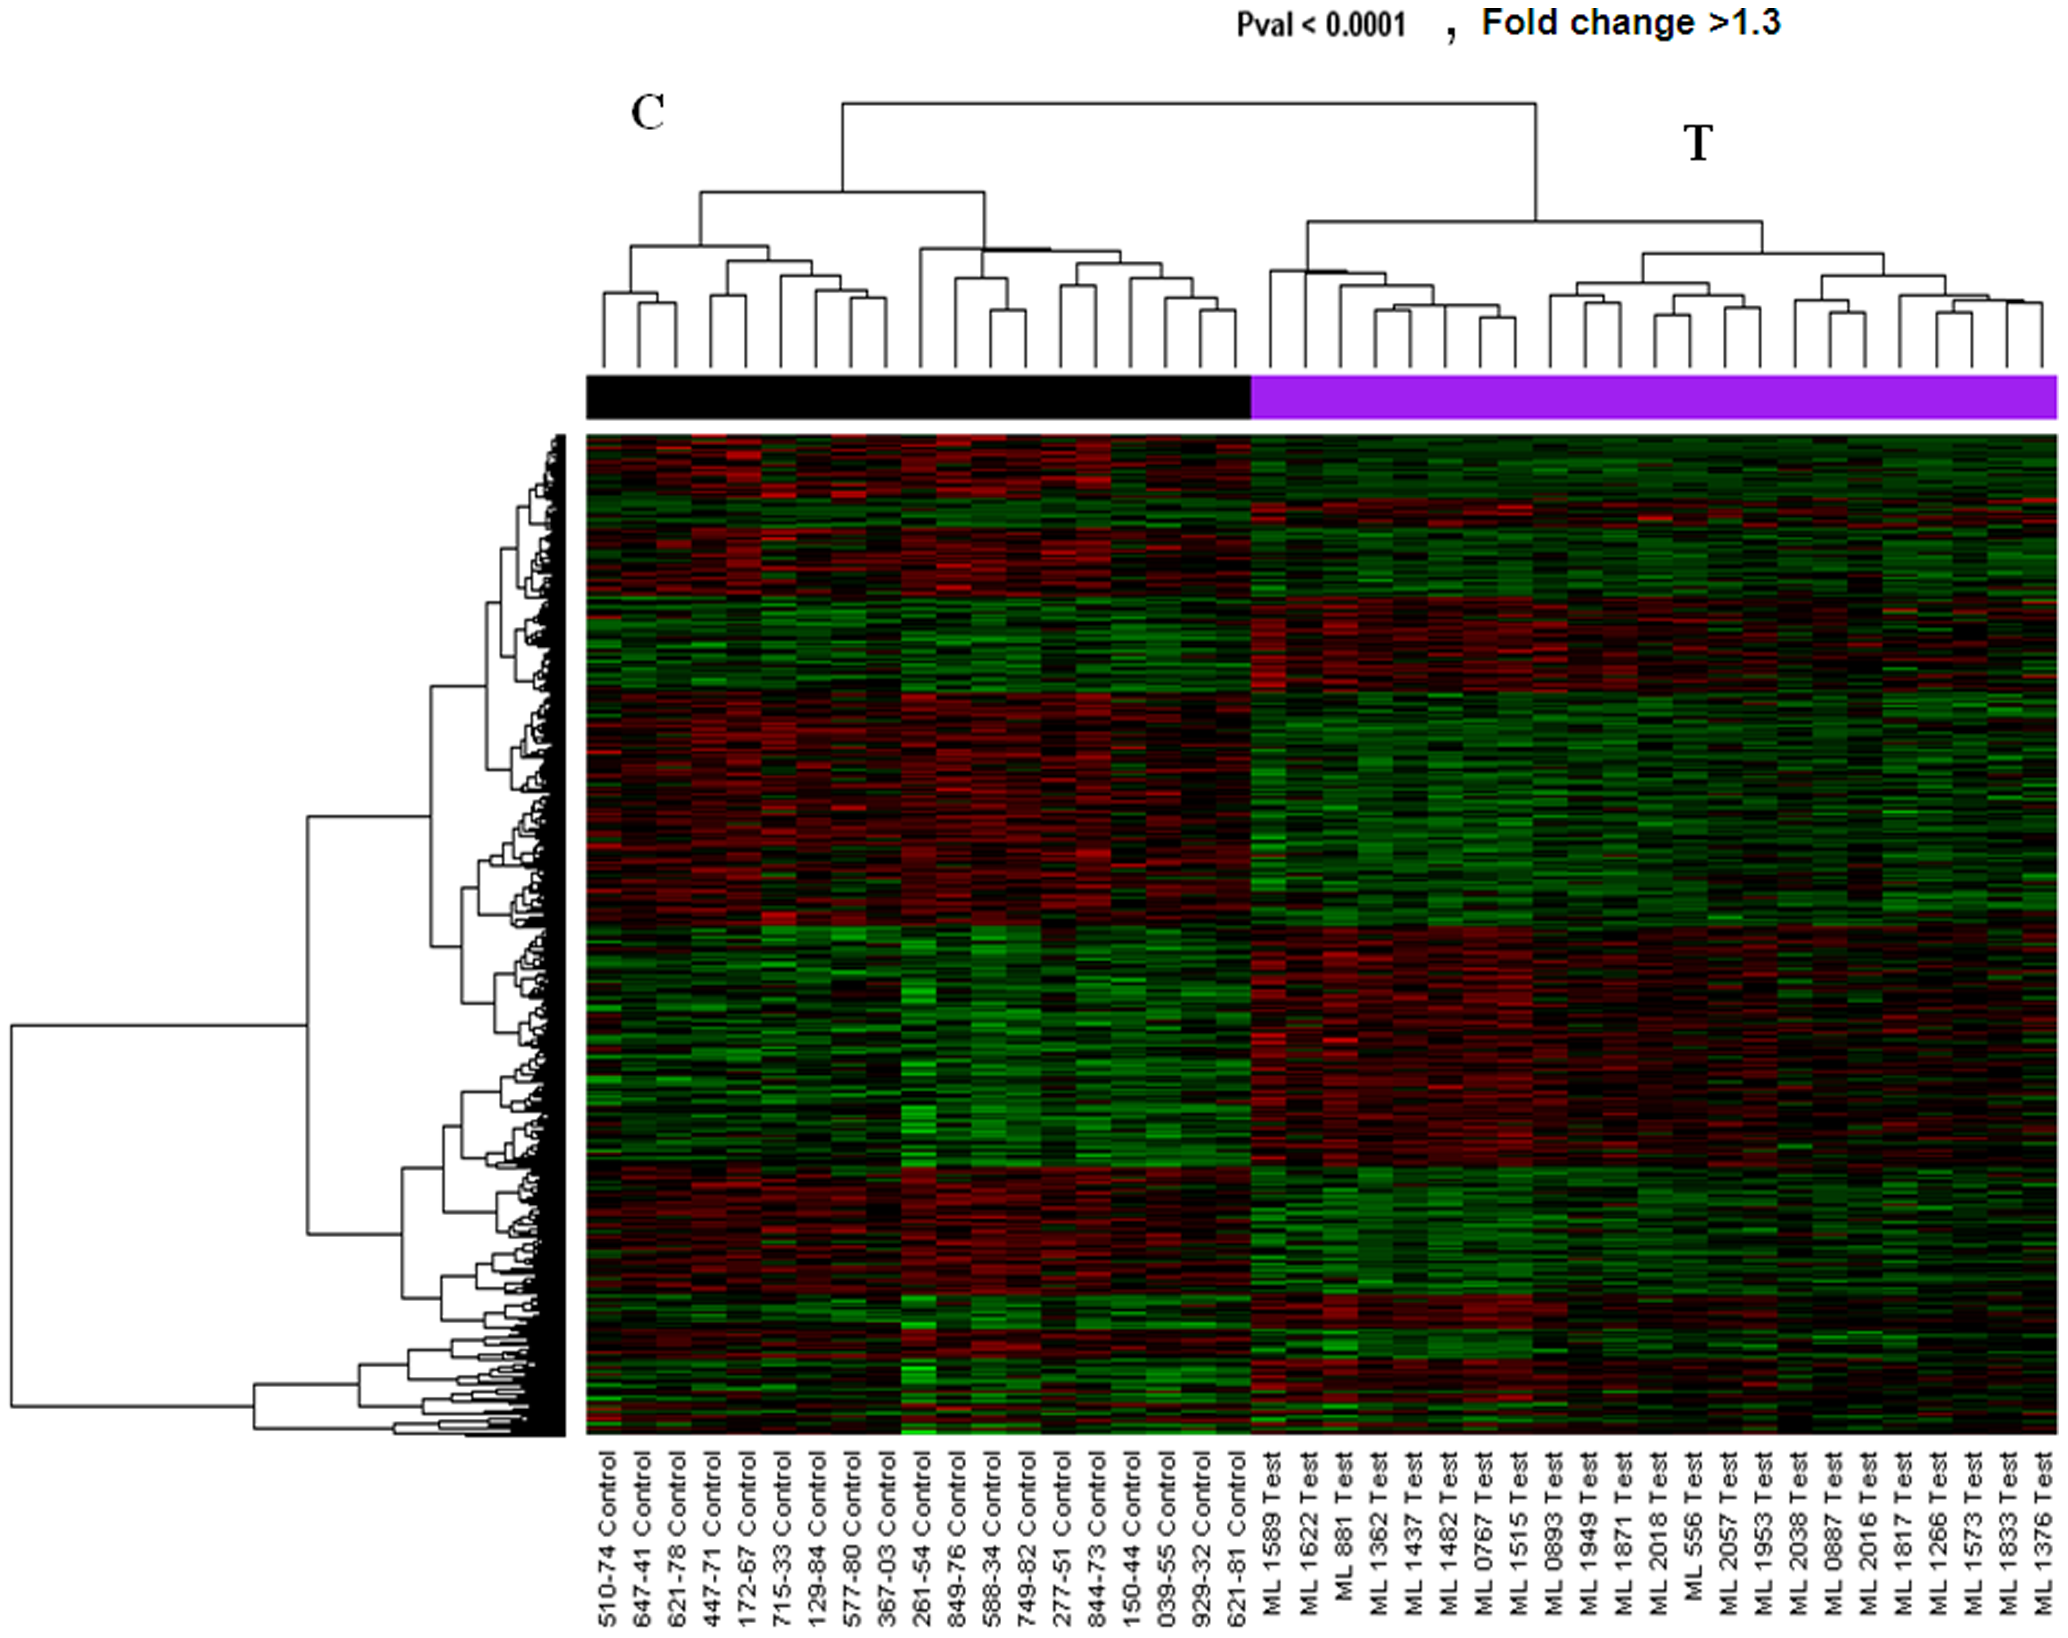 Pval < 0.0001 , Fold change >1.3
C
T
510-74 Control
647-41 Control
621-78 Control
447-71 Control
172-67 Control
715-33 Control
129-84 Control
577-80 Control
367-03 Control
261-54 Control
849-76 Control
588-34 Control
749-82 Control
277-51 Control
844-73 Control
150-44 Control
039-55 Control
929-32 Control
621-81 Control
ML 1589 Test
ML 1622 Test
ML 881 Test
ML 1362 Test
ML 1437 Test
ML 1482 Test
ML 0767 Test
ML 1515 Test
ML 0893 Test
ML 1949 Test
ML 1871 Test
ML 2018 Test
ML 556 Test
ML 2057 Test
ML 1953 Test
ML 2038 Test
ML 0887 Test
ML 2016 Test
ML 1817 Test
ML 1266 Test
ML 1573 Test
ML 1833 Test
ML 1376 Test